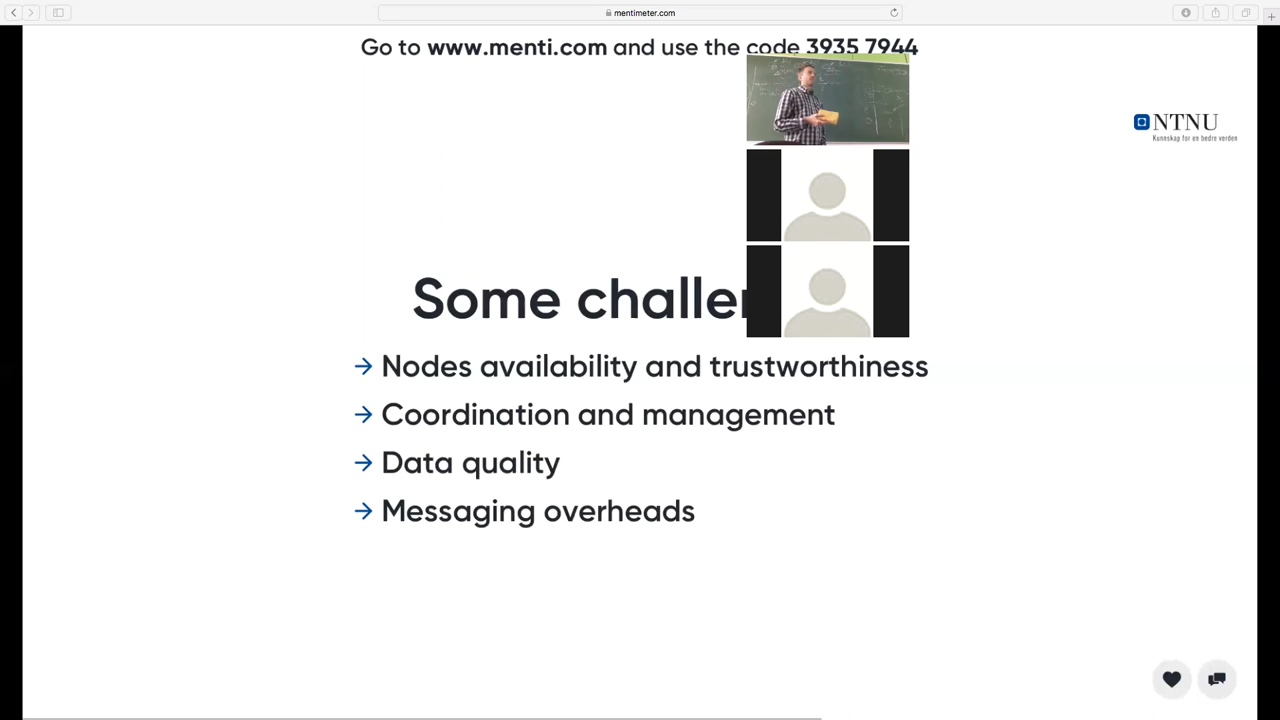 mentimeter.com
Go to www.menti.com and use the code 3935 7944
NTNU
Kunnskap for en bedre verden
Some
→ Nodes availability and trustworthiness
→ Coordination and management
→ Data quality
→ Messaging overheads